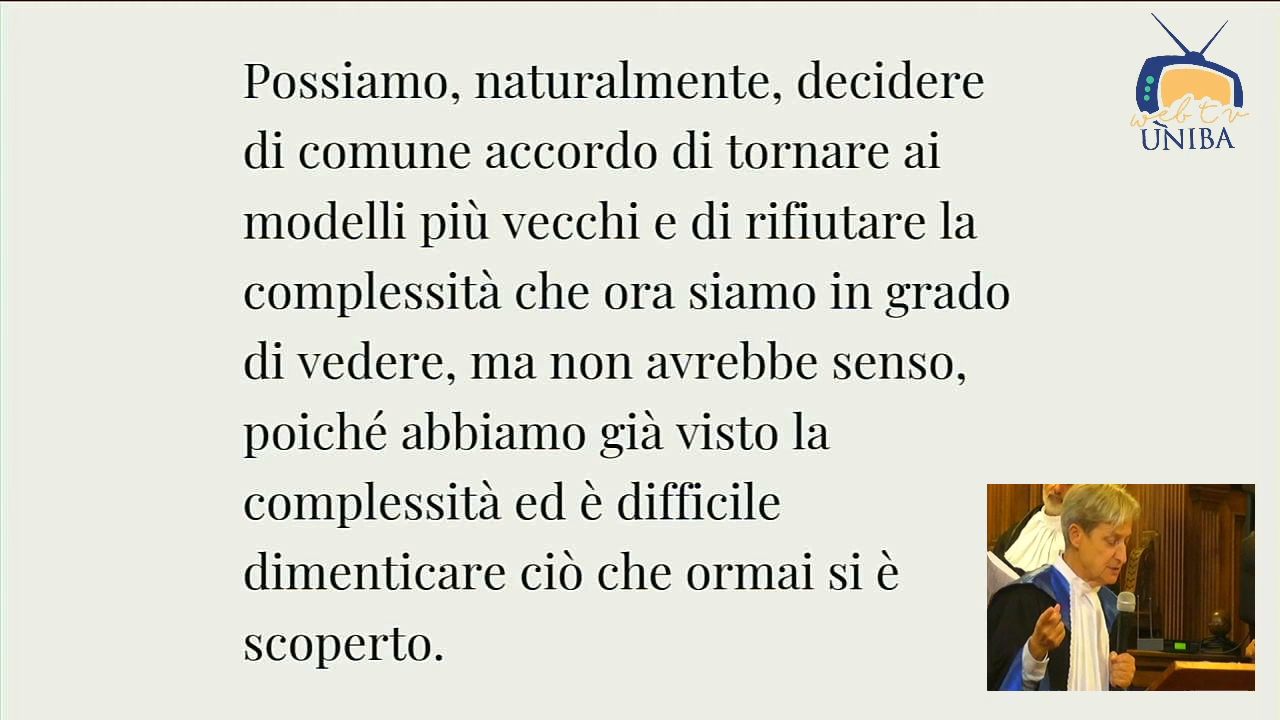 Possiamo, naturalmente, decidere
di comune accordo di tornare ai
modelli più vecchi e di rifiutare la
complessità che ora siamo in grado
di vedere, ma non avrebbe senso,
poiché abbiamo già visto la
complessità ed è difficile
dimenticare ciò che ormai si è
scoperto.
web tv
UNIBA